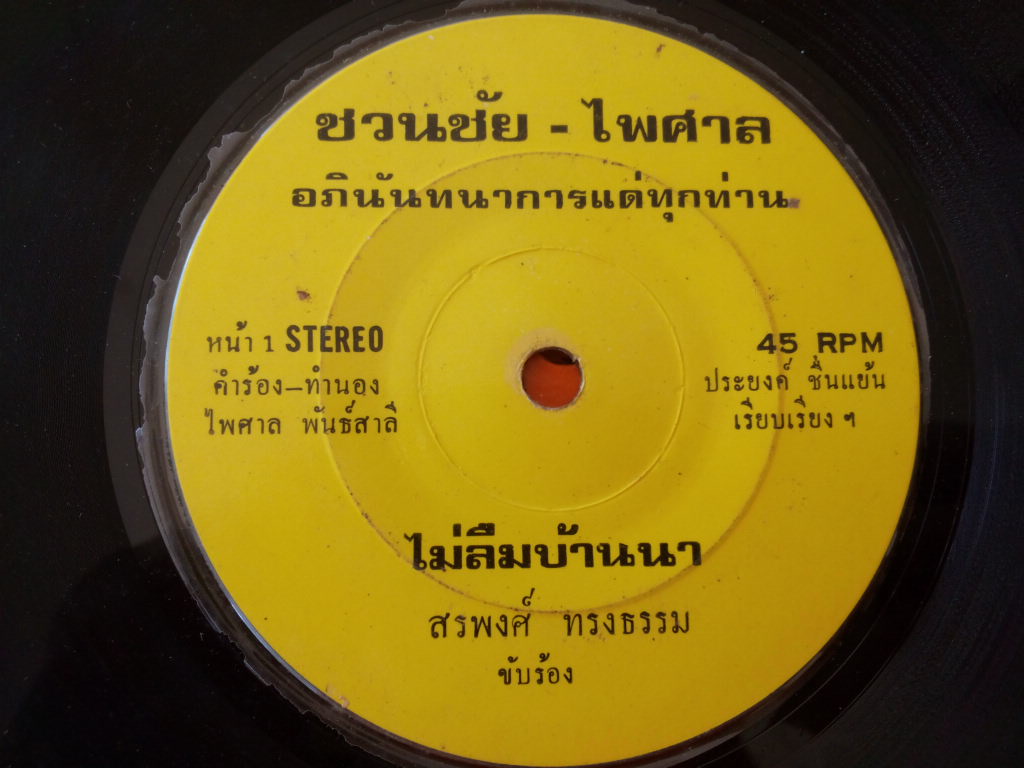 ชวนชัย - ไพศาล
อภินันทนาการแด่ทุกท่าน
หน้า 1 STEREO
คำร้อง—ทำนอง
ไพศาล พันธ์สาลี
45 RPM
ประยงค์ ชื่นแย้น
เรียบเรียง ฯ
ไม่ลืมบ้านนา
สรพงศ์ ทรงธรรม
ขับร้อง